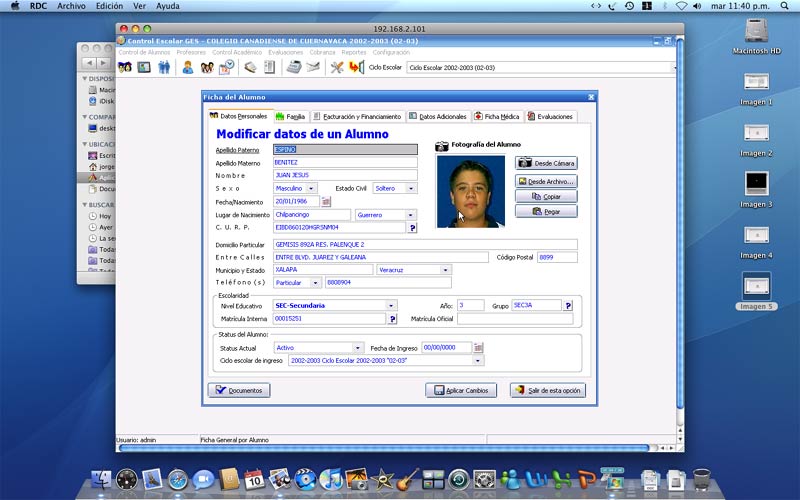 RDC Archivo Edición Ver Ayuda mar 11:40 p.m.
192.168.2.101
Control Escolar GES - COLEGIO CANADIENSE DE CUERNAVACA 2002-2003 (02-03)
Control de Alumnos Profesores Control Académico Evaluaciones Cobranza Reportes Configuración
Ciclo Escolar Ciclo Escolar 2002-2003 (02-03)
Ficha del Alumno
Datos Personales Familia Facturación y Financiamiento Datos Adicionales Ficha Médica Evaluaciones
Modificar datos de un Alumno
Fotografía del Alumno
Apellido Paterno ESPINO
Apellido Materno BENITEZ
Desde Cámara
Nombre JUAN JESUS
Desde Archivo...
Sexo Masculino Estado Civil Soltero
Copiar
Fecha/Nacimiento 20/01/1986
Pegar
Lugar de Nacimiento Chilpancingo Guerrero
C. U. R. P. EIBD860120HGRSNM04 ?
Domicilio Particular GEMISIS 892A RES. PALENQUE 2
Entre Calles ENTRE BLVD. JUAREZ Y GALEANA Código Postal 8899
Municipio y Estado XALAPA Veracruz
Teléfono(s) Particular 8808904
Escolaridad
Nivel Educativo SEC-Secundaria Año: 3 Grupo SEC3A ?
Matrícula Interna 00015251 ? Matrícula Oficial
Status del Alumno:
Status Actual Activo Fecha de Ingreso 00/00/0000
Ciclo escolar de ingreso 2002-2003 Ciclo Escolar 2002-2003 "02-03"
Documentos Aplicar Cambios Salir de esta opción
Usuario: admin Ficha General por Alumno
DISPOSI
Macin
iDisk
COMPAR
deskt
UBICAC
Escrit
jorge
Aplic
Docu
BUSCAR
Hoy
Ayer
La se
Todas
Todas
Macintosh HD
Imagen 1
Imagen 2
Imagen 3
Imagen 4
Imagen 5
10